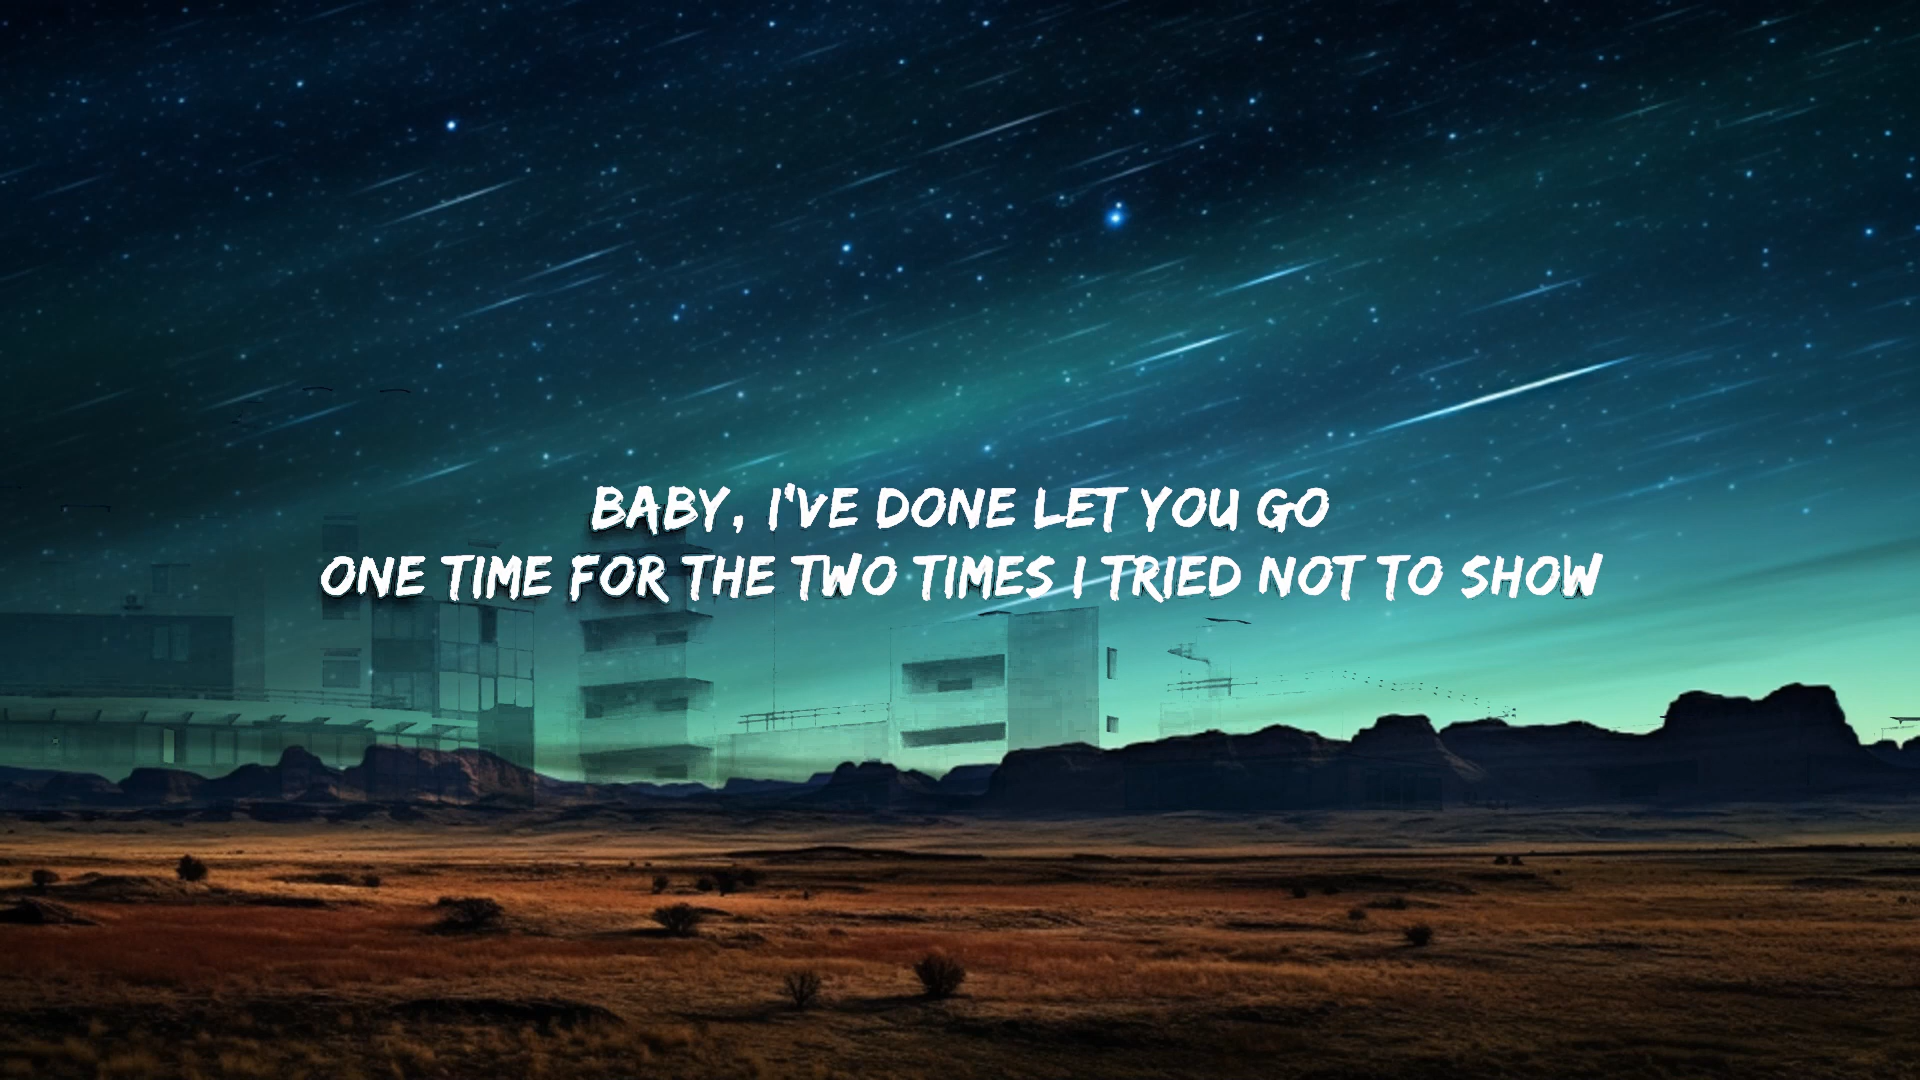 BABY, I'VE DONE LET YOU GO
ONE TIME FOR THE TWO TIMES I TRIED NOT TO SHOW